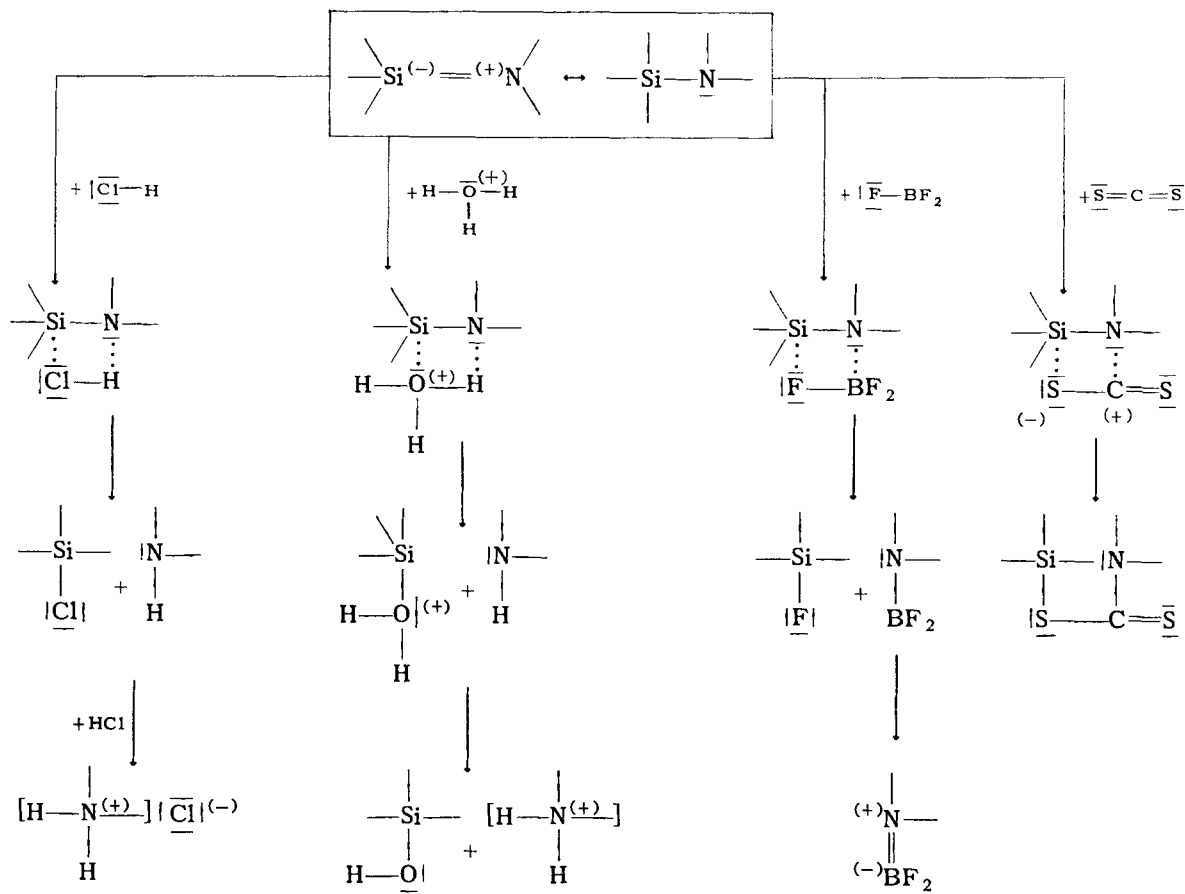 Si(-) = (+)N ↔ Si — N
+ |Cl—H
+ H—O(+)—H
H
+ |F—BF2
+ S=C=S
Si — N
|Cl—H
Si — N
H—O(+)—H
H
Si — N
|F—BF2
Si — N
|S—C=S
(-) (+)
Si + |N
|Cl| H
Si + |N
H—O|(+) H
H
Si + |N
|F| BF2
Si |N
|S—C=S
+HCl
[H—N(+)—] |Cl|(-)
H
Si + [H—N(+)—]
H—O| H
(+)N
(-)BF2